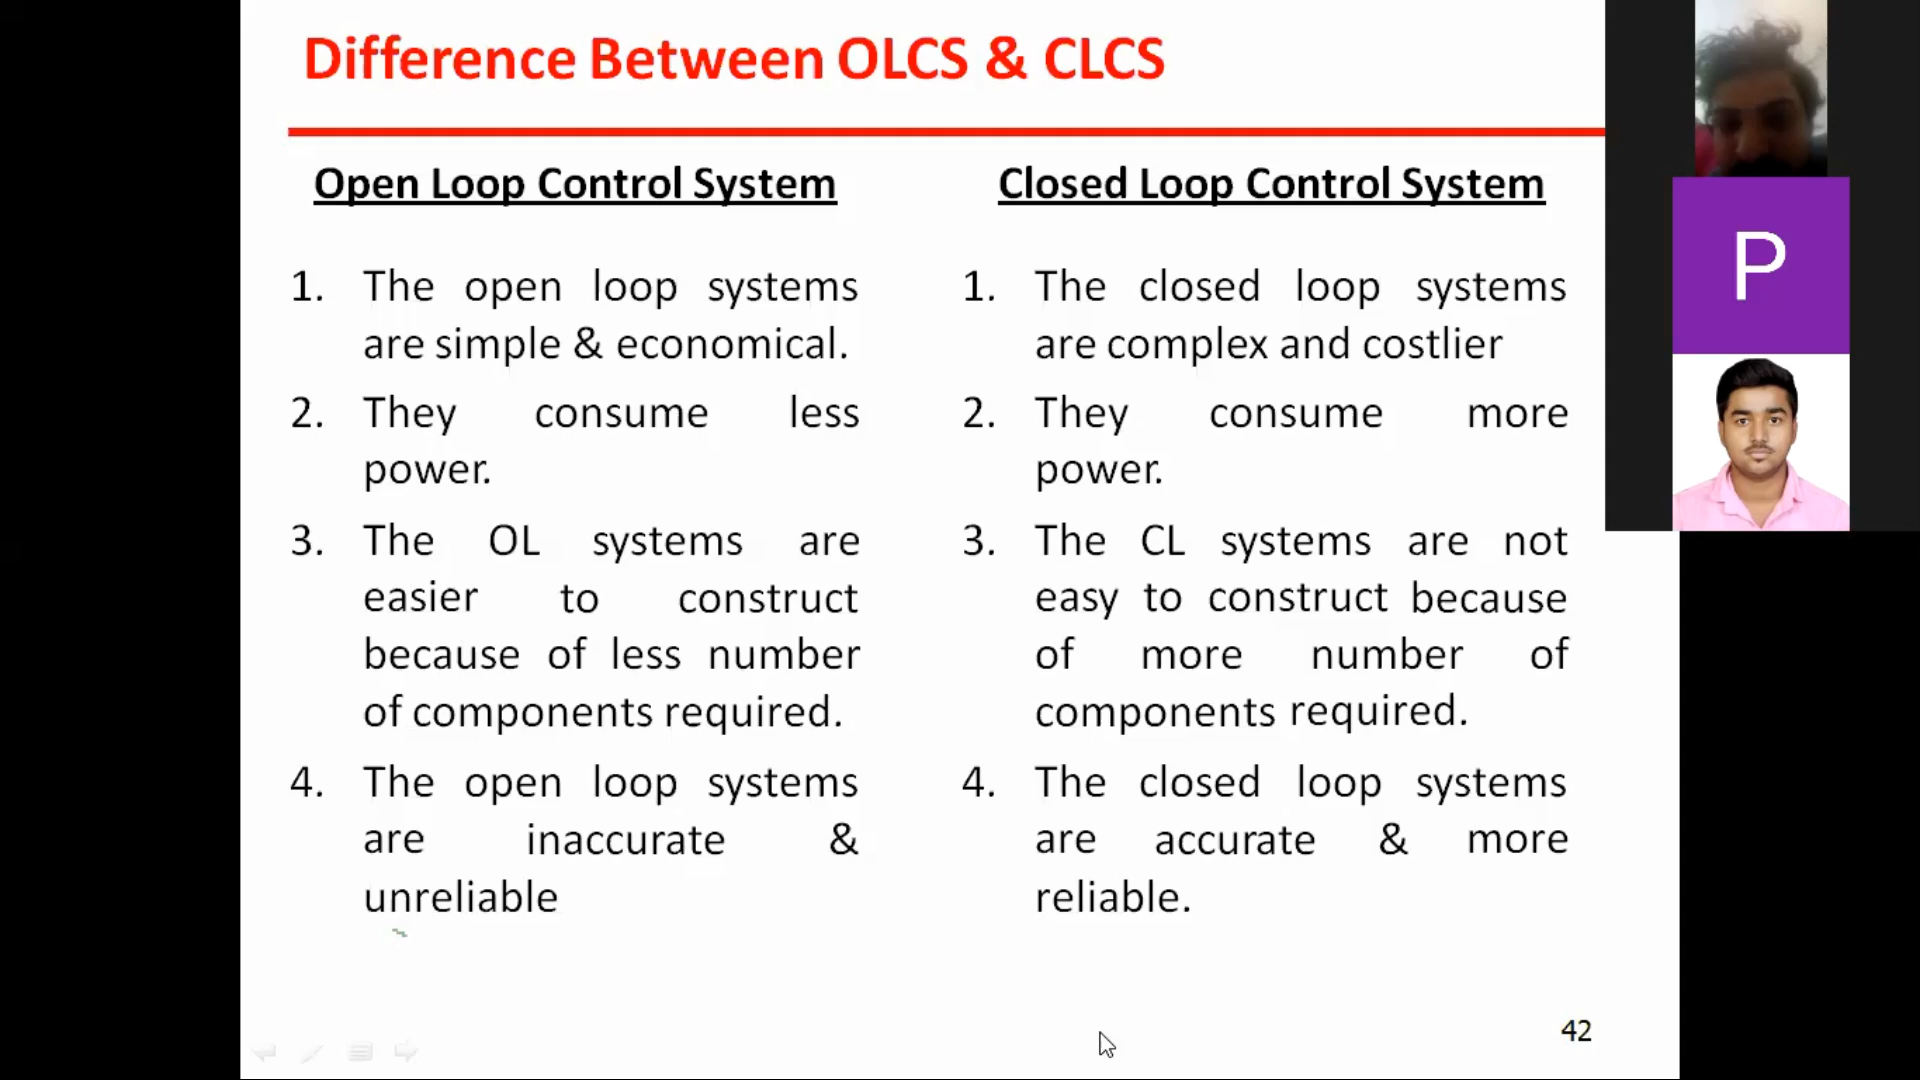 Difference Between OLCS & CLCS
Open Loop Control System
1. The open loop systems
are simple & economical.
2. They consume less
power.
3. The OL systems are
easier to construct
because of less number
of components required.
4. The open loop systems
are inaccurate &
unreliable
Closed Loop Control System
1. The closed loop systems
are complex and costlier
2. They consume more
power.
3. The CL systems are not
easy to construct because
of more number of
components required.
4. The closed loop systems
are accurate & more
reliable.
42
P